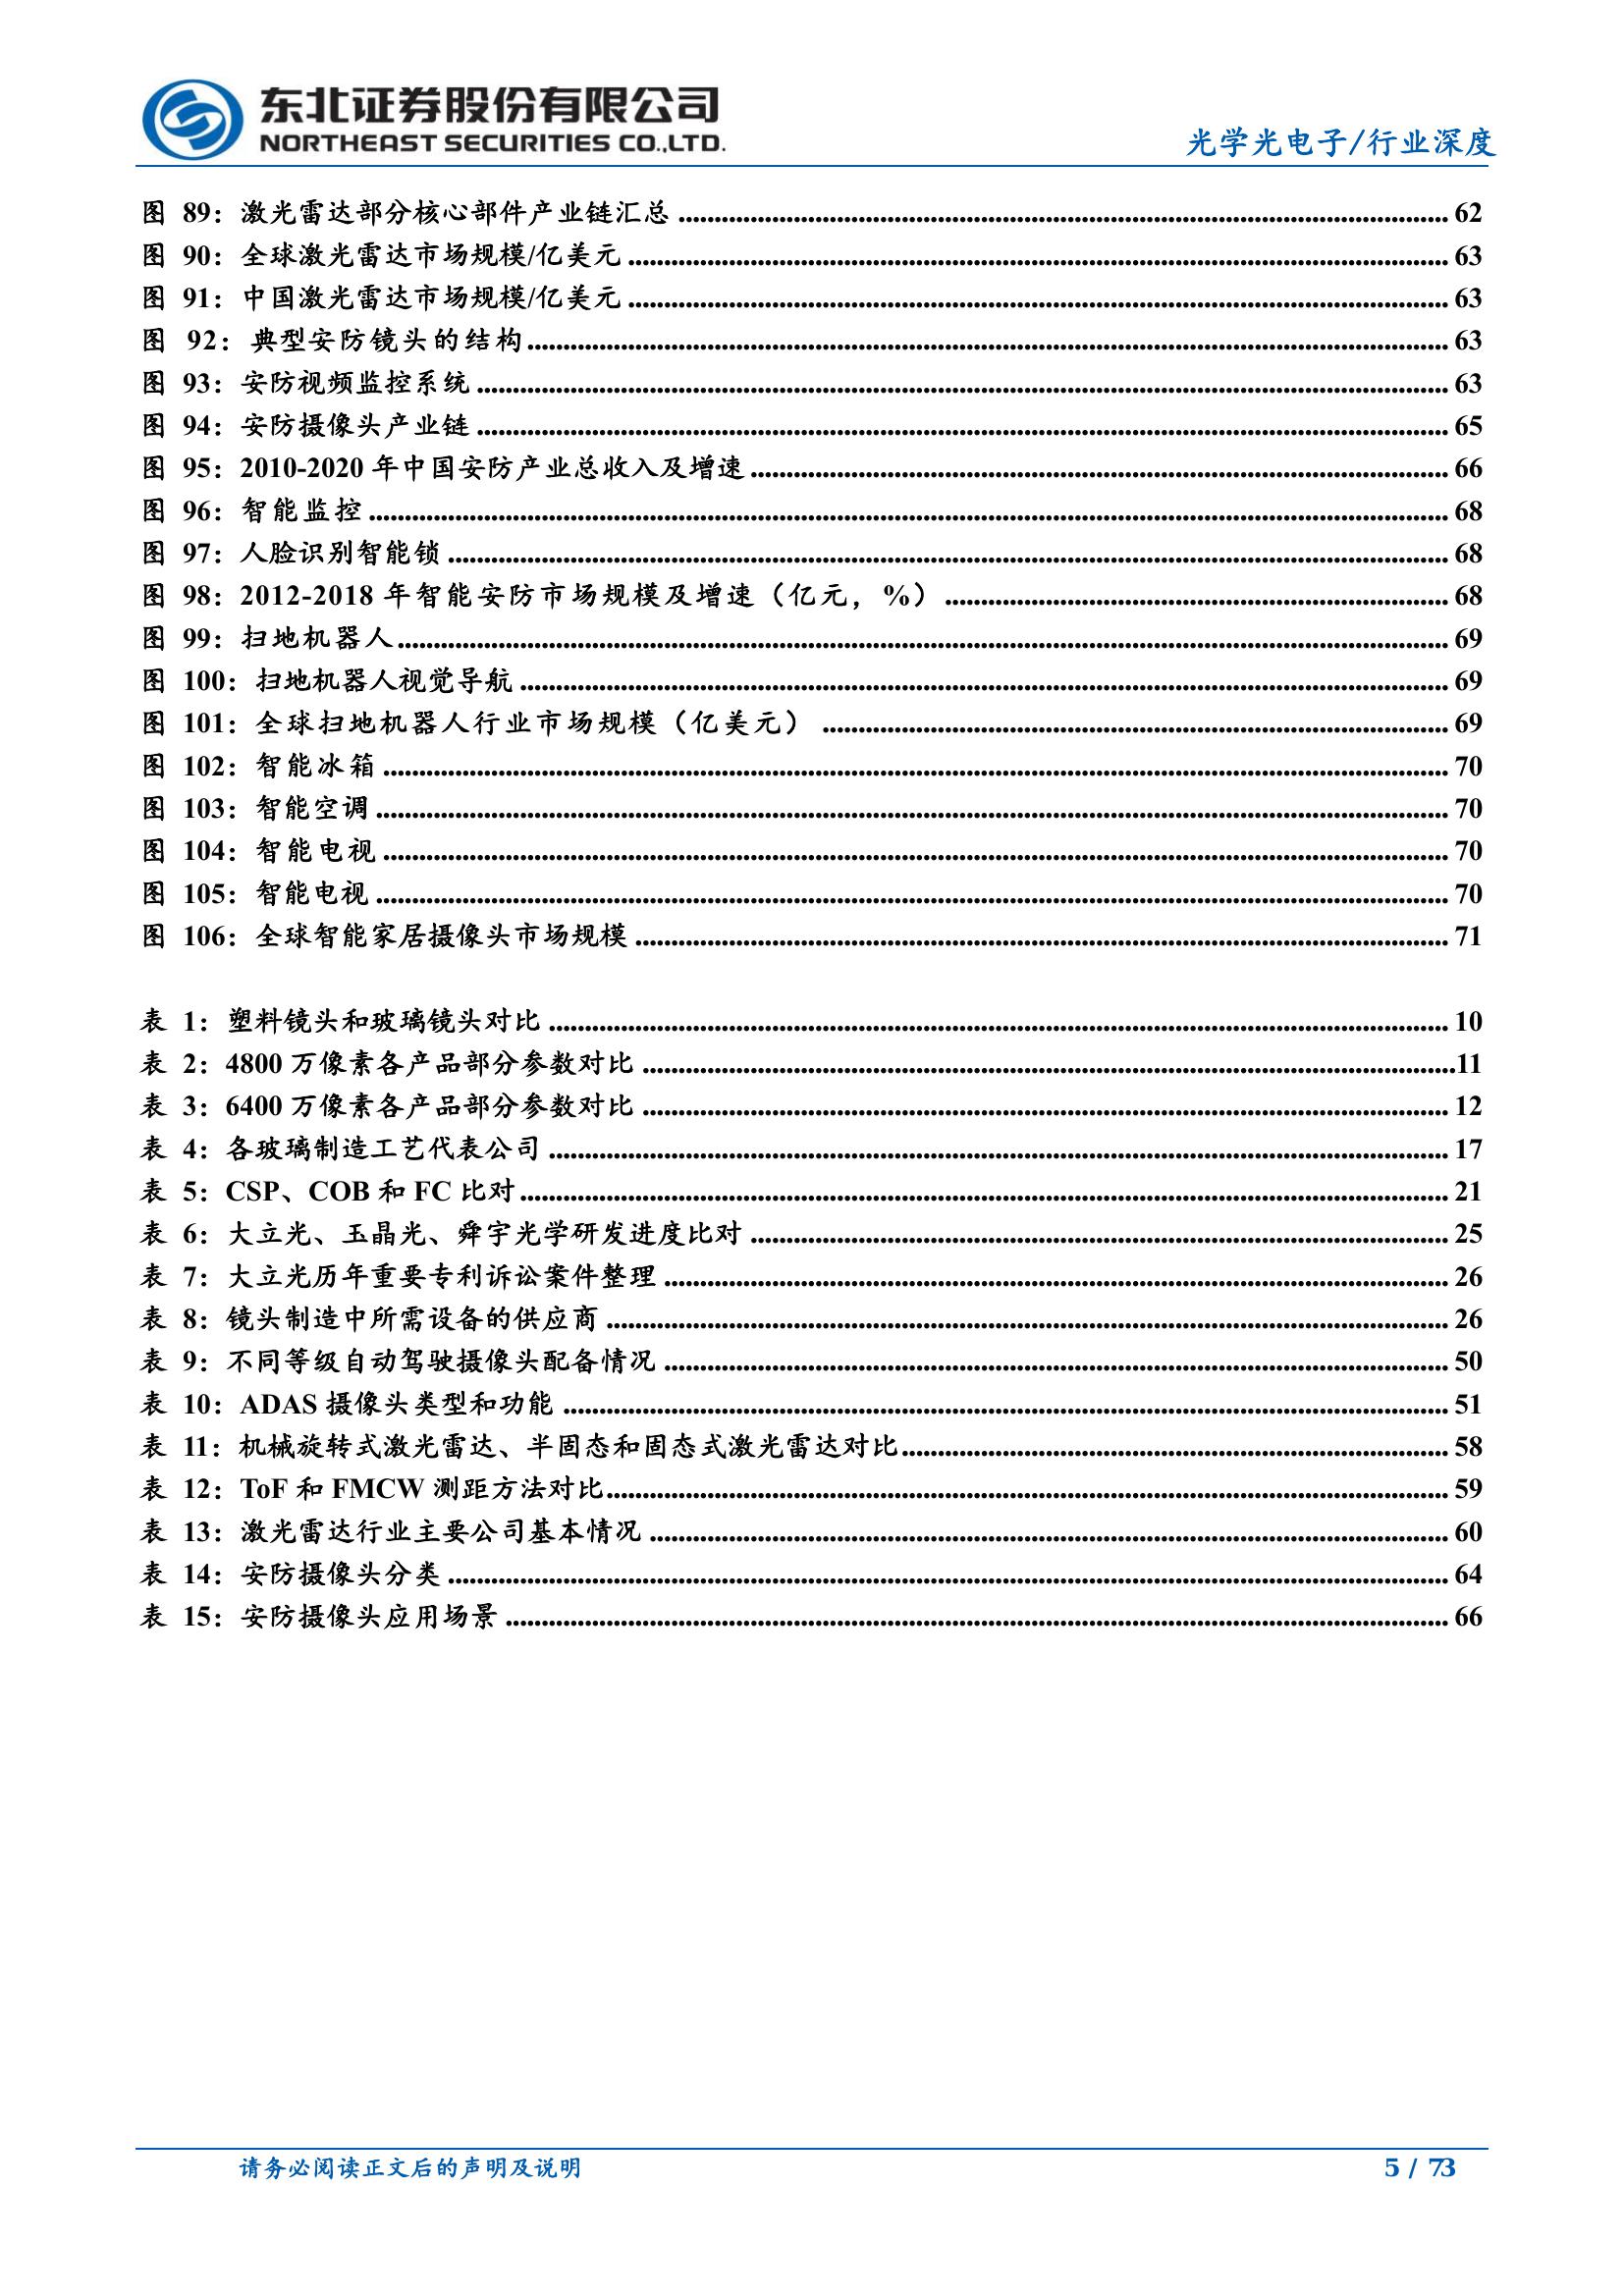 东北证券股份有限公司
NORTHEAST SECURITIES CO.,LTD.
光学光电子/行业深度
图 89：激光雷达部分核心部件产业链汇总 62
图 90：全球激光雷达市场规模/亿美元 63
图 91：中国激光雷达市场规模/亿美元 63
图 92：典型安防镜头的结构 63
图 93：安防视频监控系统 63
图 94：安防摄像头产业链 65
图 95：2010-2020 年中国安防产业总收入及增速 66
图 96：智能监控 68
图 97：人脸识别智能锁 68
图 98：2012-2018 年智能安防市场规模及增速（亿元，%） 68
图 99：扫地机器人 69
图 100：扫地机器人视觉导航 69
图 101：全球扫地机器人行业市场规模（亿美元） 69
图 102：智能冰箱 70
图 103：智能空调 70
图 104：智能电视 70
图 105：智能电视 70
图 106：全球智能家居摄像头市场规模 71
表 1：塑料镜头和玻璃镜头对比 10
表 2：4800 万像素各产品部分参数对比 11
表 3：6400 万像素各产品部分参数对比 12
表 4：各玻璃制造工艺代表公司 17
表 5：CSP、COB 和 FC 比对 21
表 6：大立光、玉晶光、舜宇光学研发进度比对 25
表 7：大立光历年重要专利诉讼案件整理 26
表 8：镜头制造中所需设备的供应商 26
表 9：不同等级自动驾驶摄像头配备情况 50
表 10：ADAS 摄像头类型和功能 51
表 11：机械旋转式激光雷达、半固态和固态式激光雷达对比 58
表 12：ToF 和 FMCW 测距方法对比 59
表 13：激光雷达行业主要公司基本情况 60
表 14：安防摄像头分类 64
表 15：安防摄像头应用场景 66
请务必阅读正文后的声明及说明 5 / 73